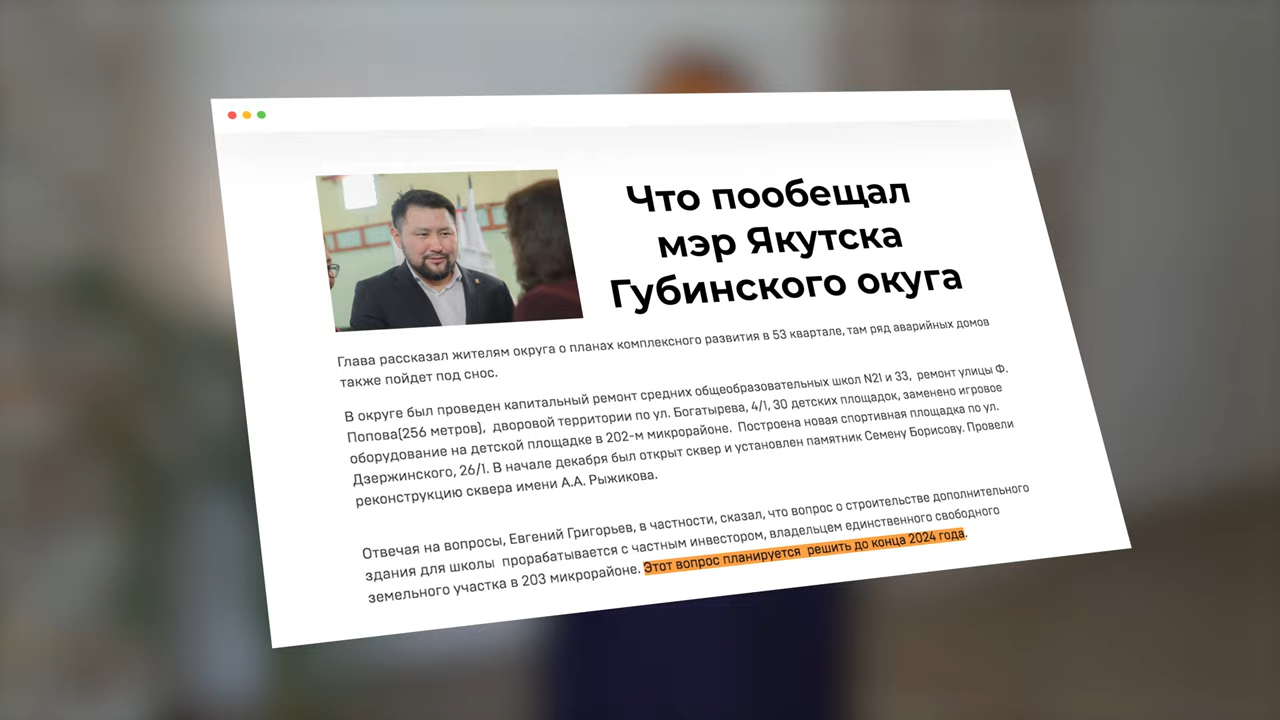 Что пообещал
мэр Якутска
Губинского окуга
Глава рассказал жителям округа о планах комплексного развития в 53 квартале, там ряд аварийных домов
также пойдет под снос.
В округе был проведен капитальный ремонт средних общеобразовательных школ N21 и 33, ремонт улицы Ф.
Попова(256 метров), дворовой территории по ул. Богатырева, 4/1, 30 детских площадок, заменено игровое
оборудование на детской площадке в 202-м микрорайоне. Построена новая спортивная площадка по ул.
Дзержинского, 26/1. В начале декабря был открыт сквер и установлен памятник Семену Борисову. Провели
реконструкцию сквера имени А.А. Рыжикова.
Отвечая на вопросы, Евгений Григорьев, в частности, сказал, что вопрос о строительстве дополнительного
здания для школы прорабатывается с частным инвестором, владельцем единственного свободного
земельного участка в 203 микрорайоне. Этот вопрос планируется решить до конца 2024 года.